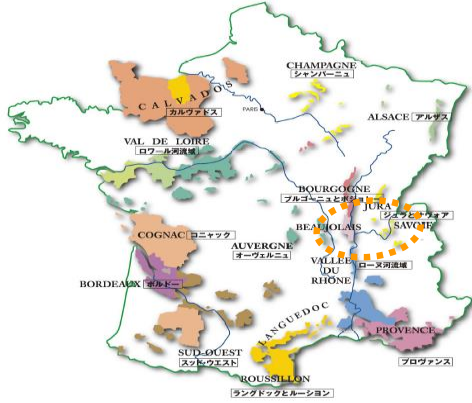 CHAMPAGNE
シャンパーニュ
CALVADOS
カルヴァドス
PARIS
ALSACE アルザス
VAL DE LOIRE
ロワール河流域
BOURGOGNE
ブルゴーニュとボジョレー
JURA
ジュラとサヴォア
SAVOIE
BEAUJOLAIS
COGNAC コニャック
AUVERGNE
オーヴェルニュ
VALLÉE
DU
RHÔNE
ローヌ河流域
BORDEAUX ボルドー
LANGUEDOC
PROVENCE
プロヴァンス
SUD-OUEST
スッド・ウエスト
ROUSSILLON
ラングドックとルーション